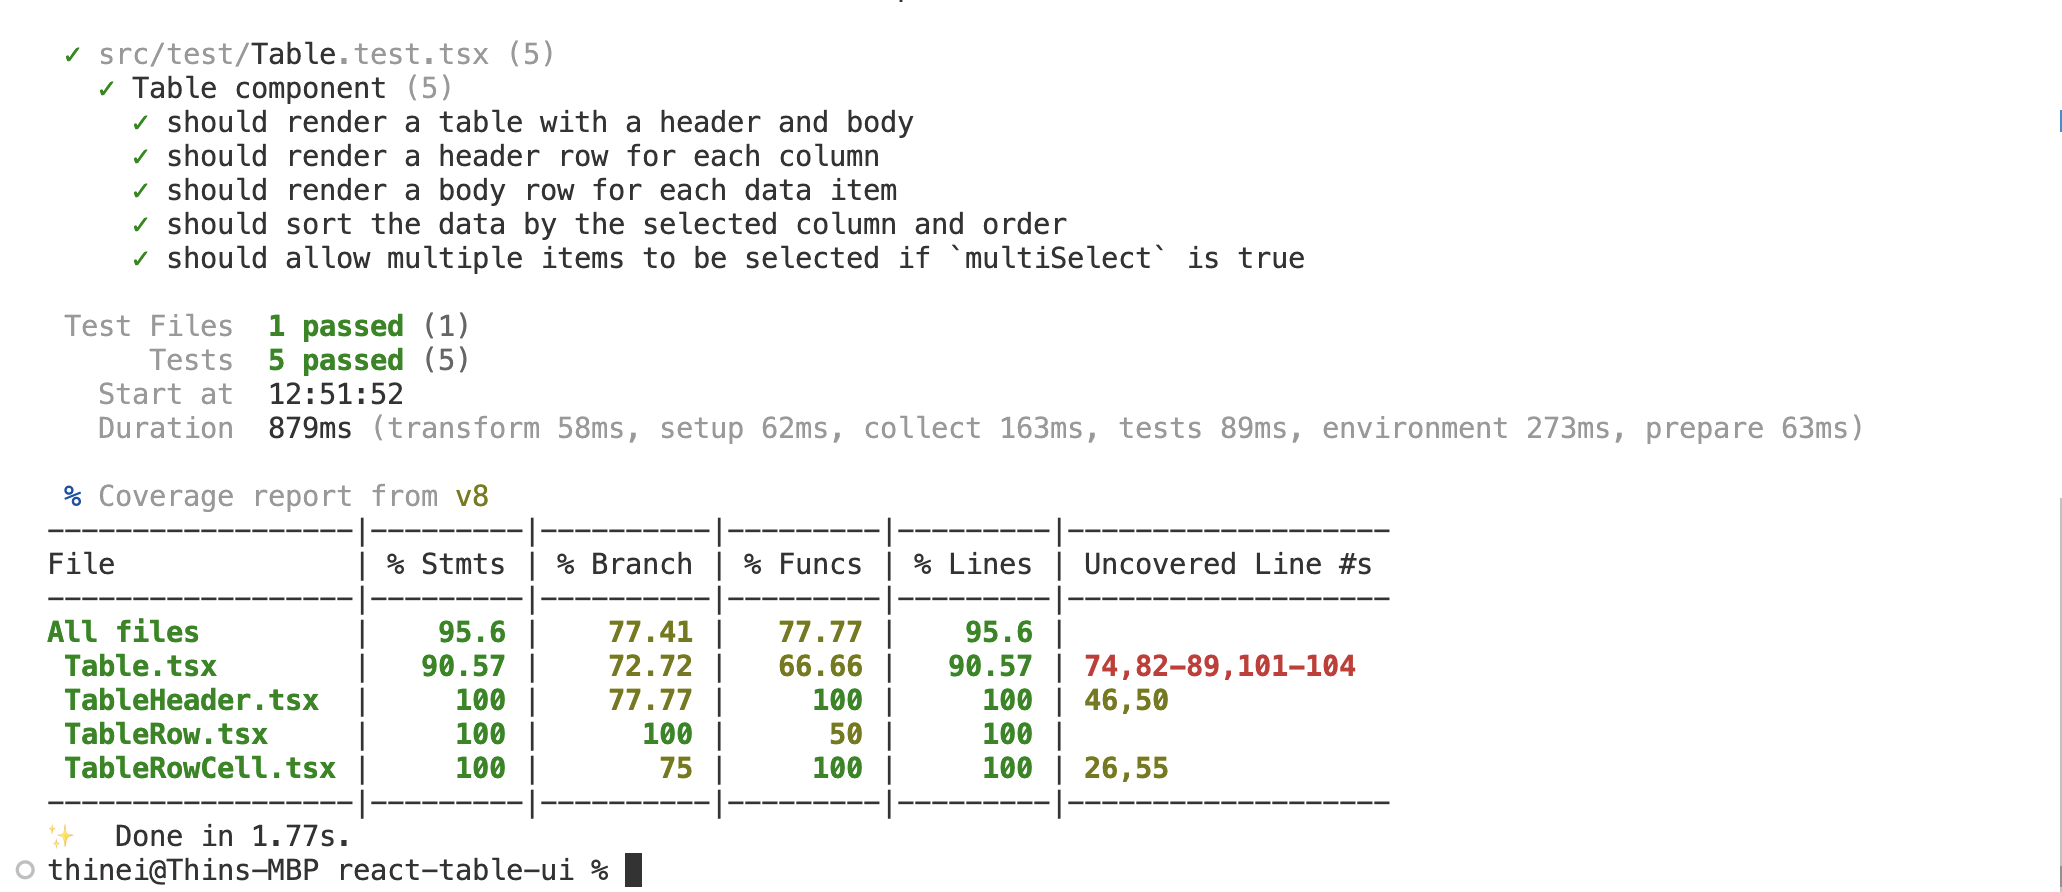 ✓ src/test/Table.test.tsx (5)
✓ Table component (5)
✓ should render a table with a header and body
✓ should render a header row for each column
✓ should render a body row for each data item
✓ should sort the data by the selected column and order
✓ should allow multiple items to be selected if `multiSelect` is true
Test Files 1 passed (1)
Tests 5 passed (5)
Start at 12:51:52
Duration 879ms (transform 58ms, setup 62ms, collect 163ms, tests 89ms, environment 273ms, prepare 63ms)
% Coverage report from v8
------------------|---------|----------|---------|---------|-------------------
File | % Stmts | % Branch | % Funcs | % Lines | Uncovered Line #s
------------------|---------|----------|---------|---------|-------------------
All files | 95.6 | 77.41 | 77.77 | 95.6 |
Table.tsx | 90.57 | 72.72 | 66.66 | 90.57 | 74,82-89,101-104
TableHeader.tsx | 100 | 77.77 | 100 | 100 | 46,50
TableRow.tsx | 100 | 100 | 50 | 100 |
TableRowCell.tsx | 100 | 75 | 100 | 100 | 26,55
------------------|---------|----------|---------|---------|-------------------
✨ Done in 1.77s.
thinei@Thins-MBP react-table-ui %